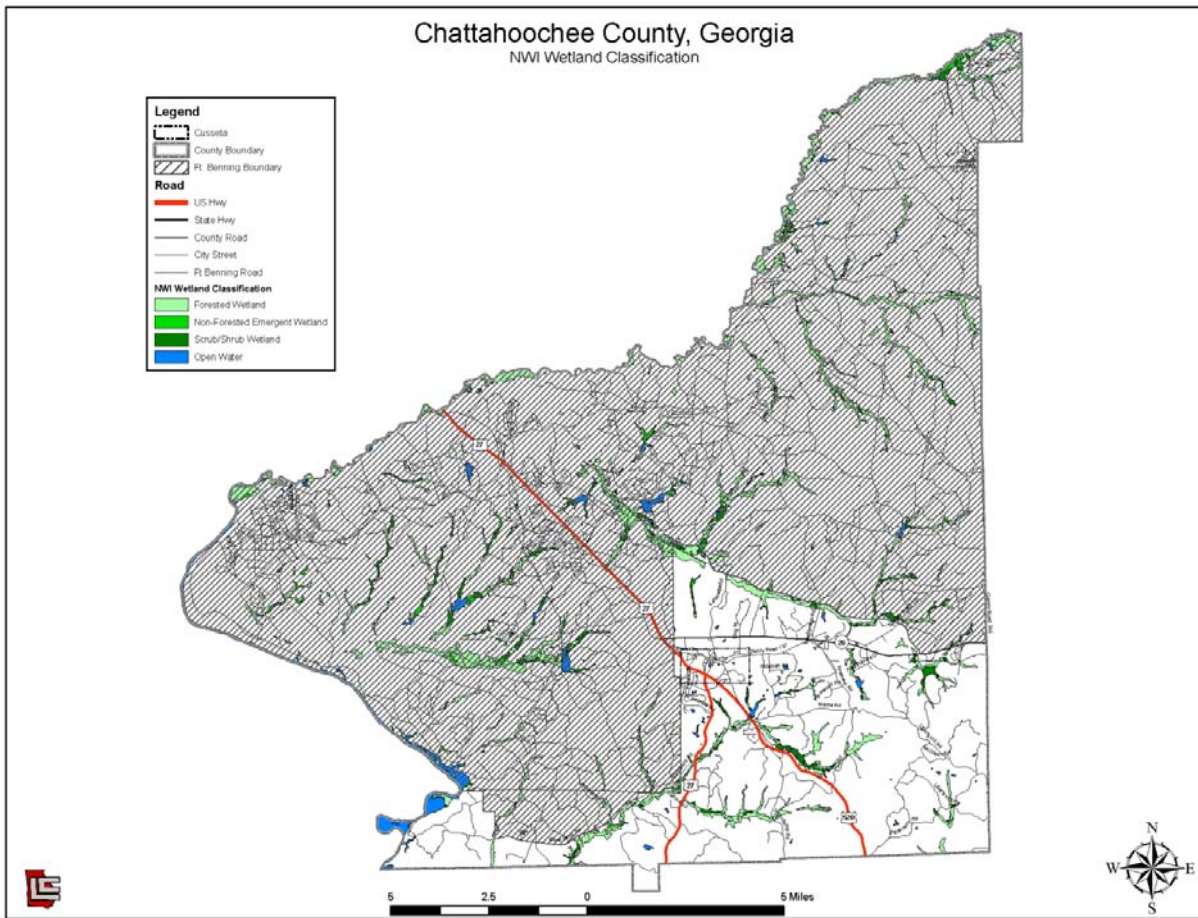 Chattahoochee County, Georgia
NWI Wetland Classification
Legend
Cusseta
County Boundary
Ft. Benning Boundary
Road
US Hwy
State Hwy
County Road
City Street
Ft Benning Road
NWI Wetland Classification
Forested Wetland
Non-Forested Emergent Wetland
Scrub/Shrub Wetland
Open Water
27
27
26
27
520
N
W
E
S
5
2.5
0
5 Miles